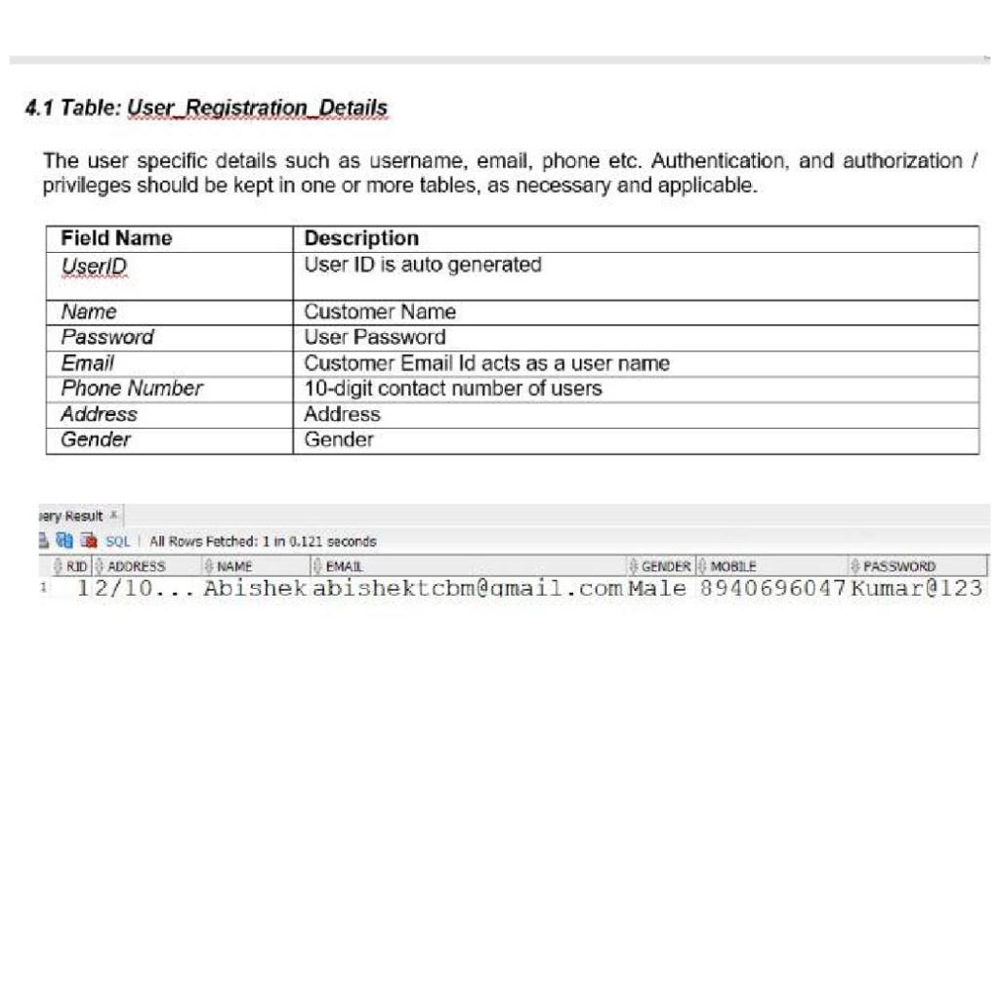 4.1 Table: User_Registration_Details
The user specific details such as username, email, phone etc. Authentication, and authorization /
privileges should be kept in one or more tables, as necessary and applicable.
Field Name Description
UserID User ID is auto generated
Name Customer Name
Password User Password
Email Customer Email Id acts as a user name
Phone Number 10-digit contact number of users
Address Address
Gender Gender
uery Result
SQL | All Rows Fetched: 1 in 0.121 seconds
RID ADDRESS NAME EMAIL GENDER MOBILE PASSWORD
1 1 2/10... Abishek abishektcbm@gmail.com Male 8940696047 Kumar@123